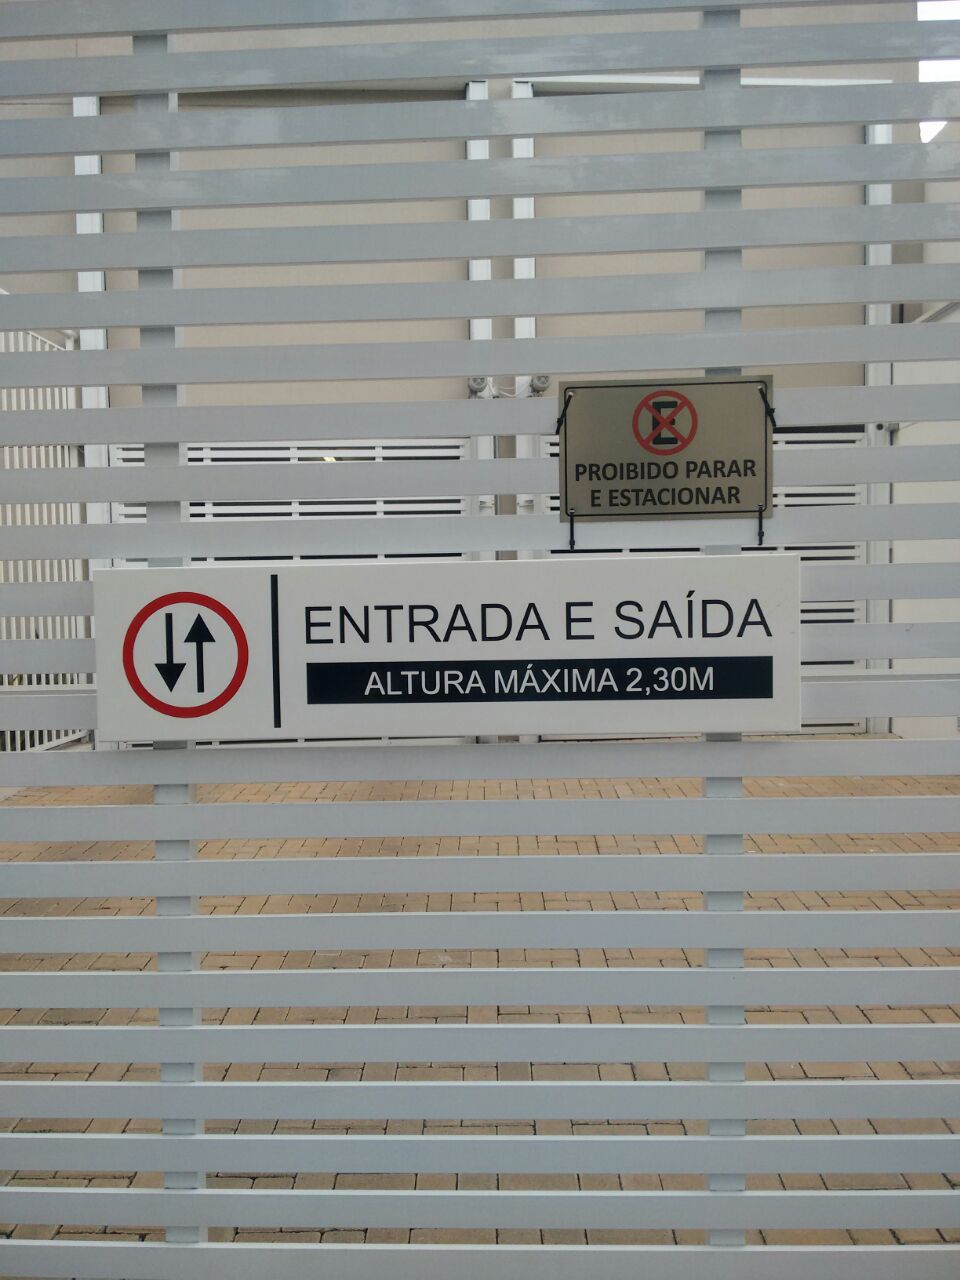 E
PROIBIDO PARAR
E ESTACIONAR
ENTRADA E SAÍDA
ALTURA MÁXIMA 2,30M